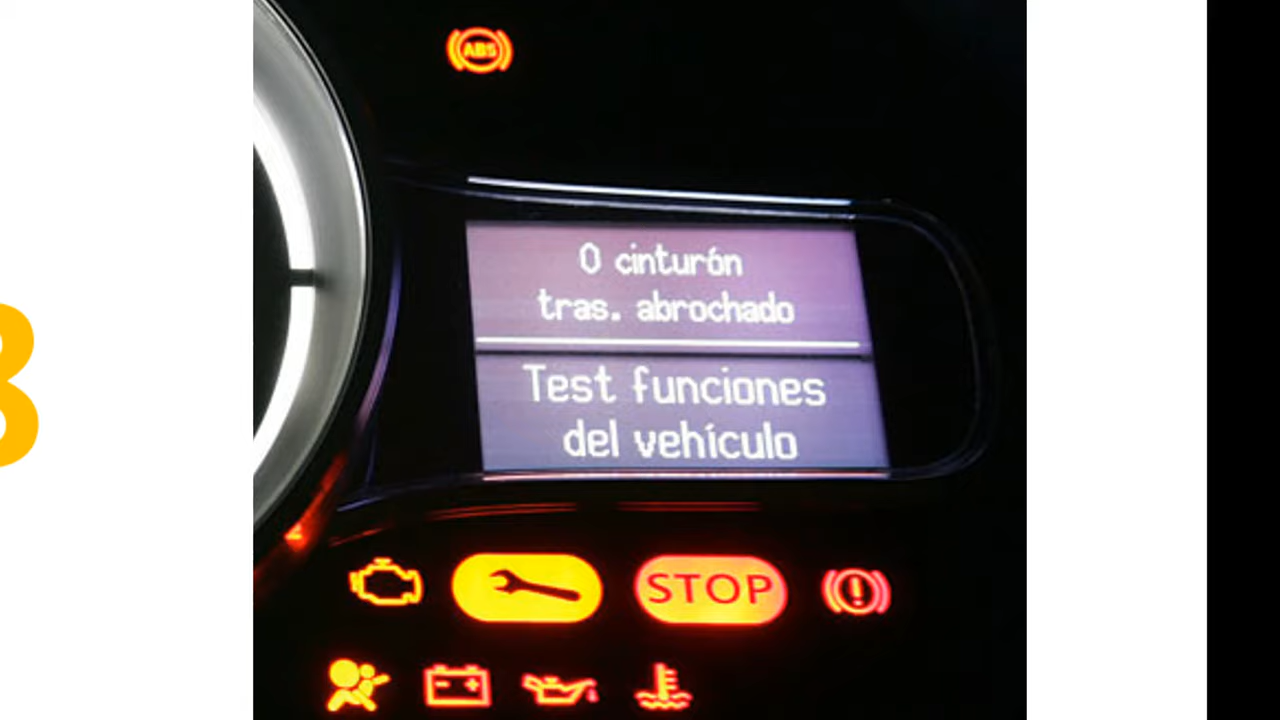 ABS
0 cinturón
tras. abrochado
Test funciones
del vehículo
STOP